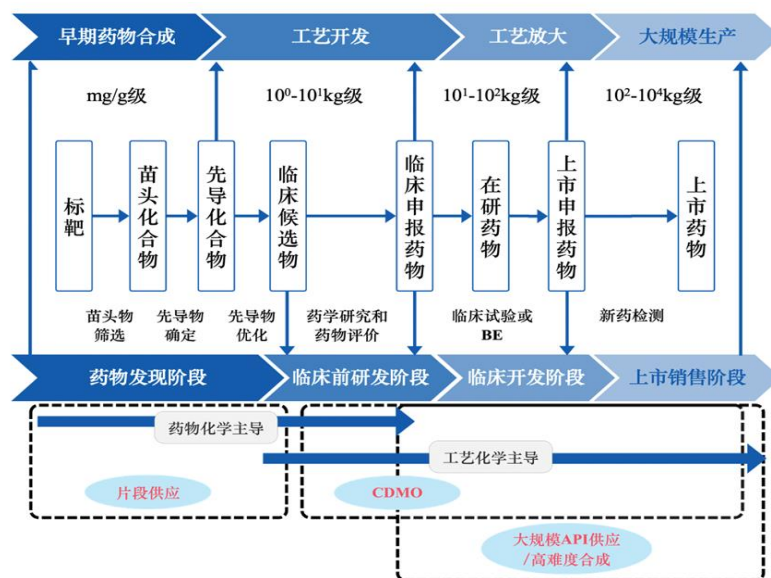 早期药物合成
工艺开发
工艺放大
大规模生产
mg/g级
10⁰-10¹kg级
10¹-10²kg级
10²-10⁴kg级
标靶
苗头化合物
先导化合物
临床候选物
临床申报药物
在研药物
上市申报药物
上市药物
苗头物
筛选
先导物
确定
先导物
优化
药学研究和
药物评价
临床试验或
BE
新药检测
药物发现阶段
临床前研发阶段
临床开发阶段
上市销售阶段
药物化学主导
工艺化学主导
片段供应
CDMO
大规模API供应
/高难度合成